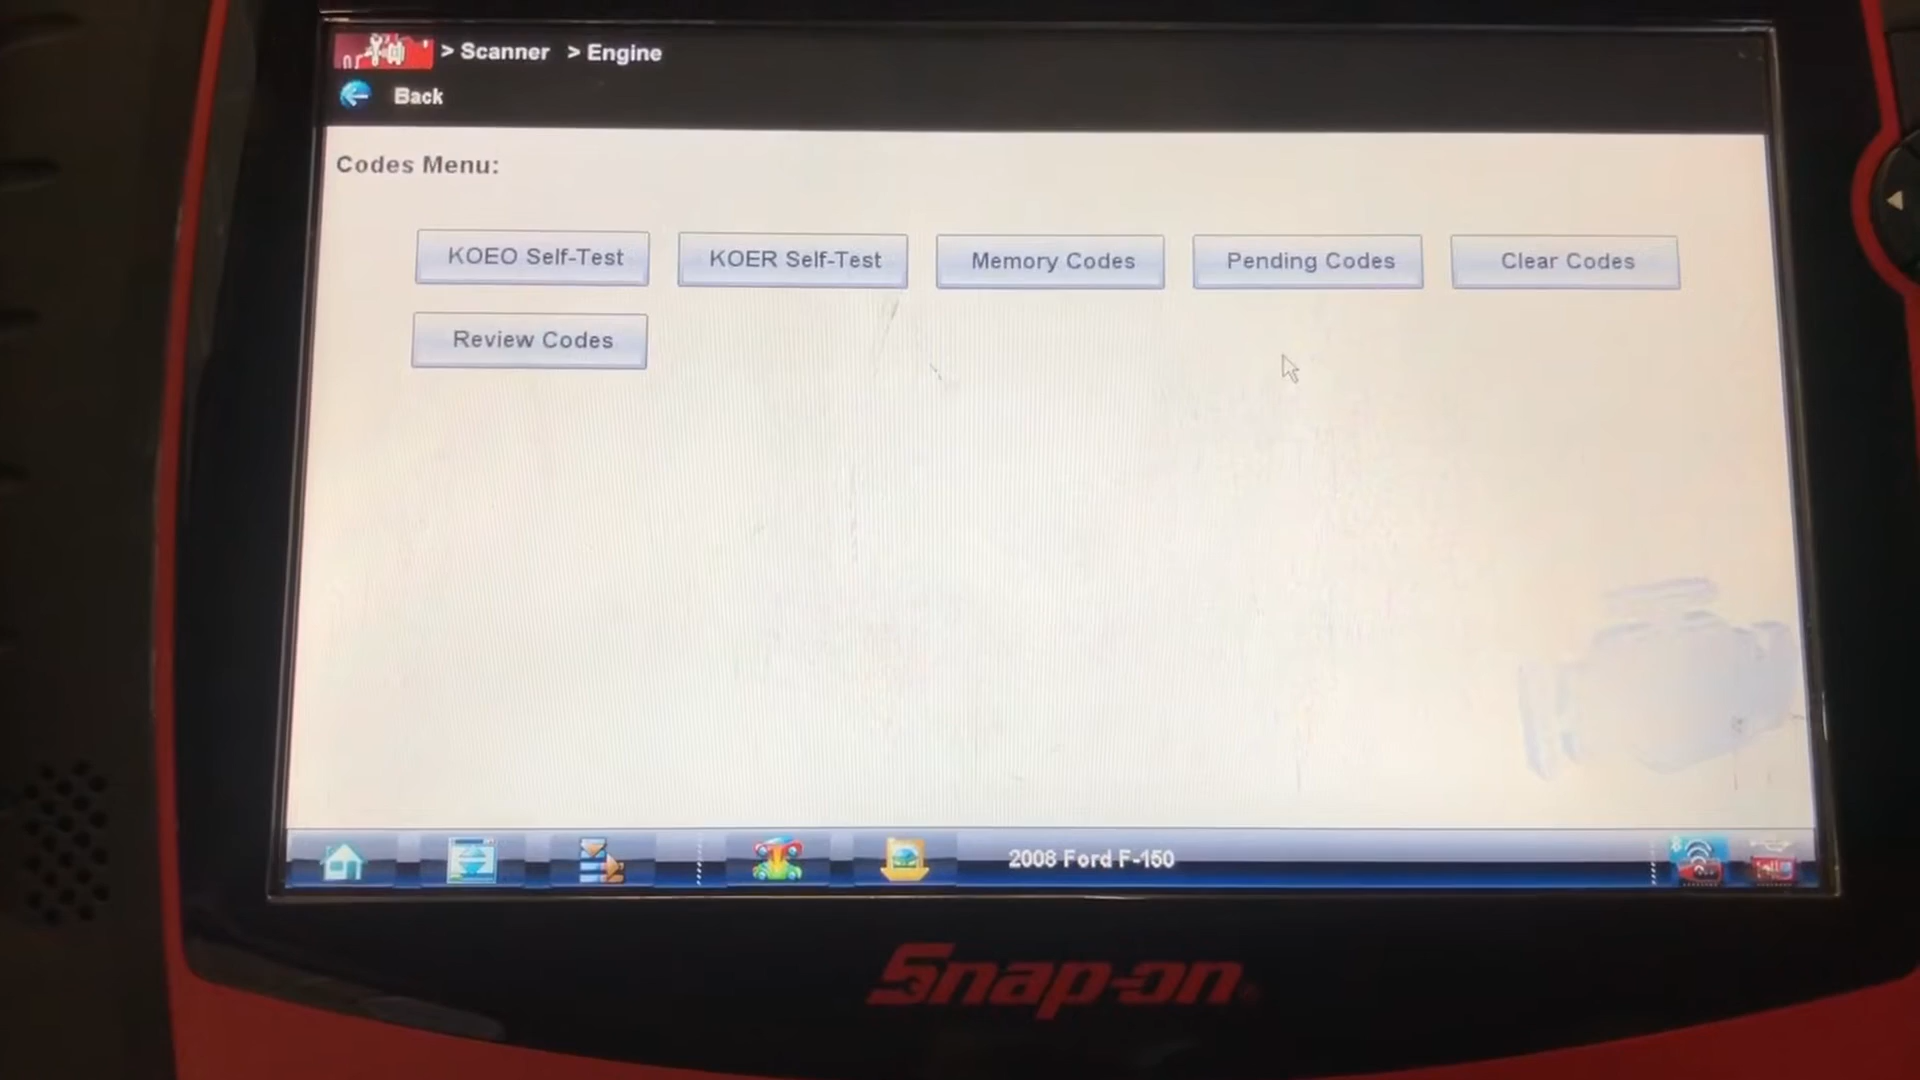 > Scanner > Engine
Back
Codes Menu:
KOEO Self-Test
KOER Self-Test
Memory Codes
Pending Codes
Clear Codes
Review Codes
2008 Ford F-150
Snap-on